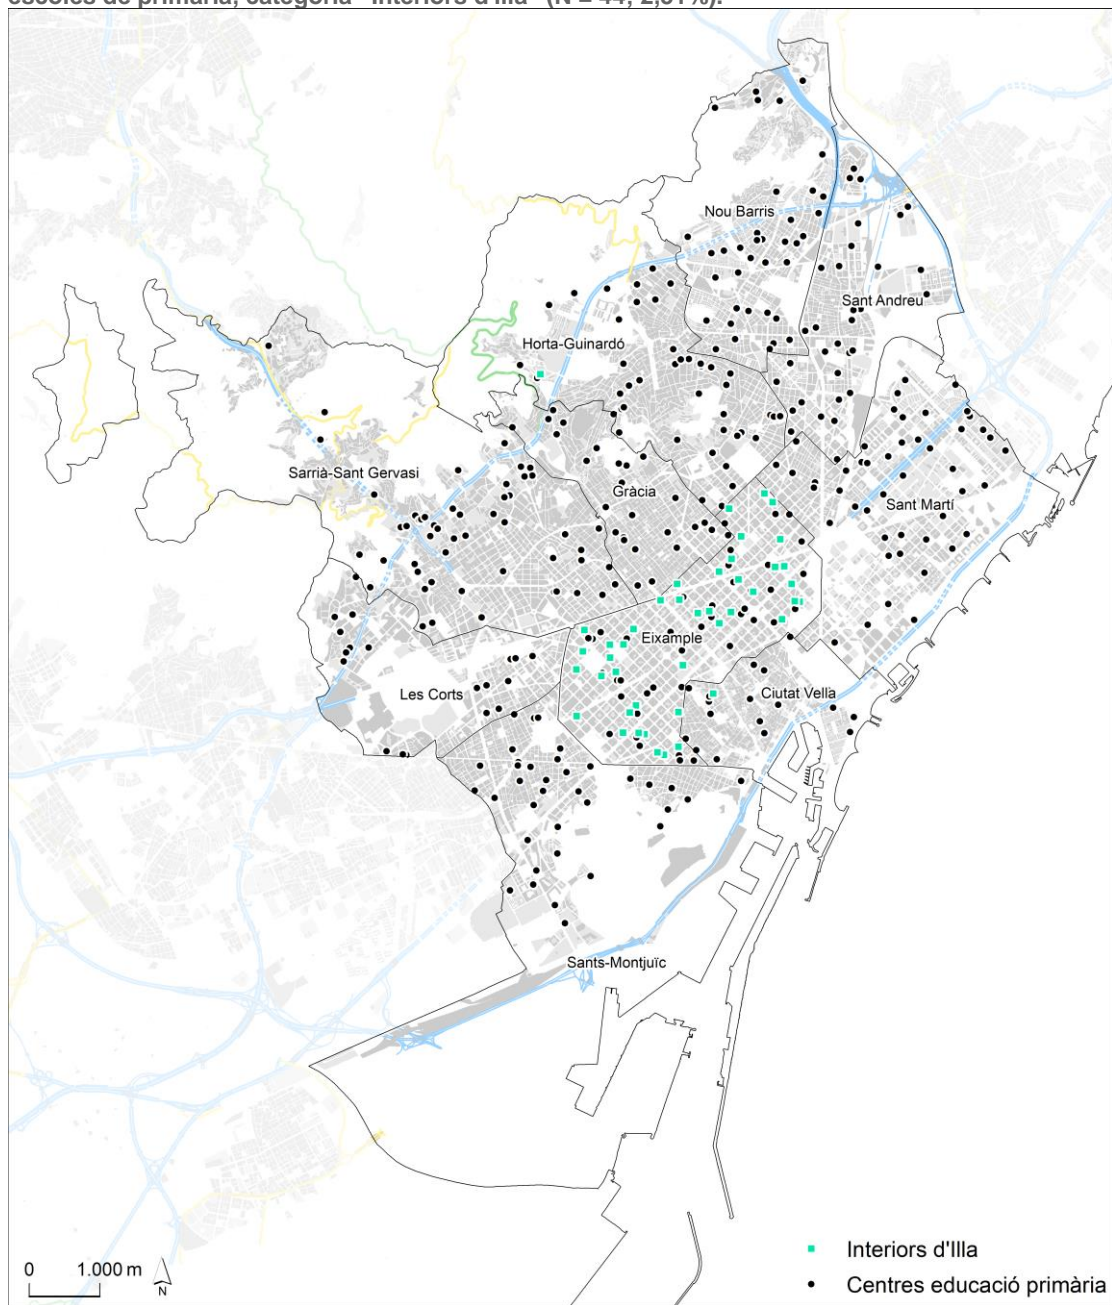 escoles de primària, categoria "Interiors d'Illa" (N = 44; 2,51%).
Nou Barris
Sant Andreu
Horta-Guinardó
Sarrià-Sant Gervasi
Gràcia
Sant Martí
Eixample
Les Corts
Ciutat Vella
Sants-Montjuïc
Interiors d'Illa
0 1.000 m
N
Centres educació primària